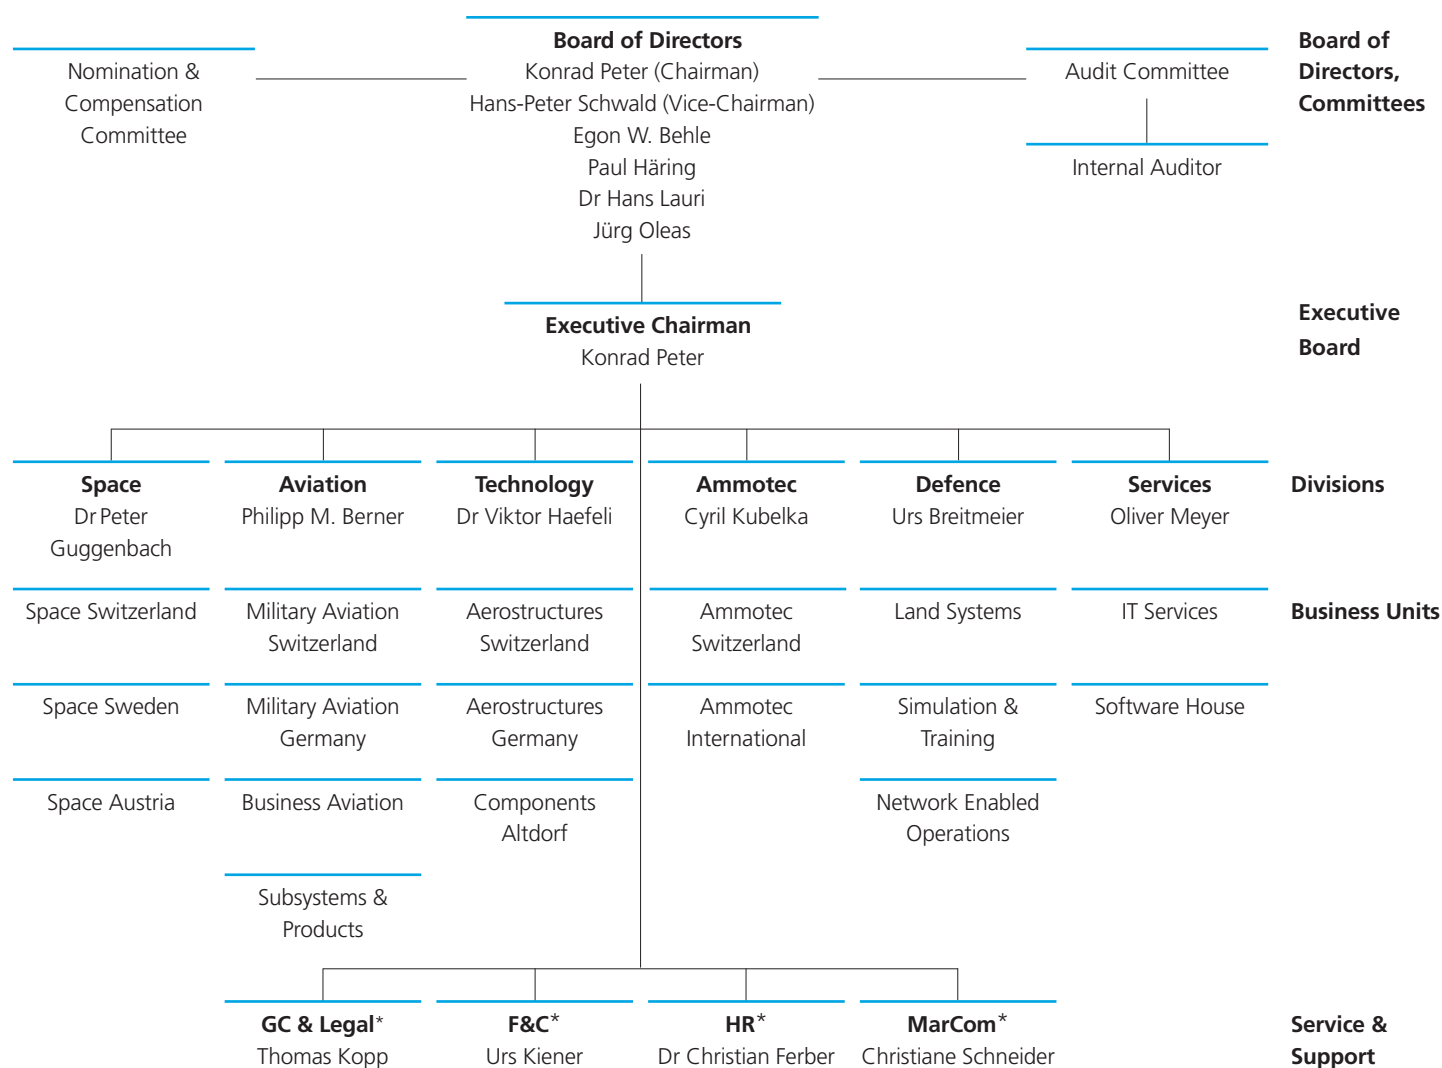 Board of Directors
Konrad Peter (Chairman)
Hans-Peter Schwald (Vice-Chairman)
Egon W. Behle
Paul Häring
Dr Hans Lauri
Jürg Oleas
Nomination &
Compensation
Committee
Audit Committee
Internal Auditor
Board of
Directors,
Committees
Executive Chairman
Konrad Peter
Executive
Board
Space
Dr Peter
Guggenbach
Aviation
Philipp M. Berner
Technology
Dr Viktor Haefeli
Ammotec
Cyril Kubelka
Defence
Urs Breitmeier
Services
Oliver Meyer
Divisions
Space Switzerland
Military Aviation
Switzerland
Aerostructures
Switzerland
Ammotec
Switzerland
Land Systems
IT Services
Business Units
Space Sweden
Military Aviation
Germany
Aerostructures
Germany
Ammotec
International
Simulation &
Training
Software House
Space Austria
Business Aviation
Components
Altdorf
Network Enabled
Operations
Subsystems &
Products
GC & Legal*
Thomas Kopp
F&C*
Urs Kiener
HR*
Dr Christian Ferber
MarCom*
Christiane Schneider
Service &
Support